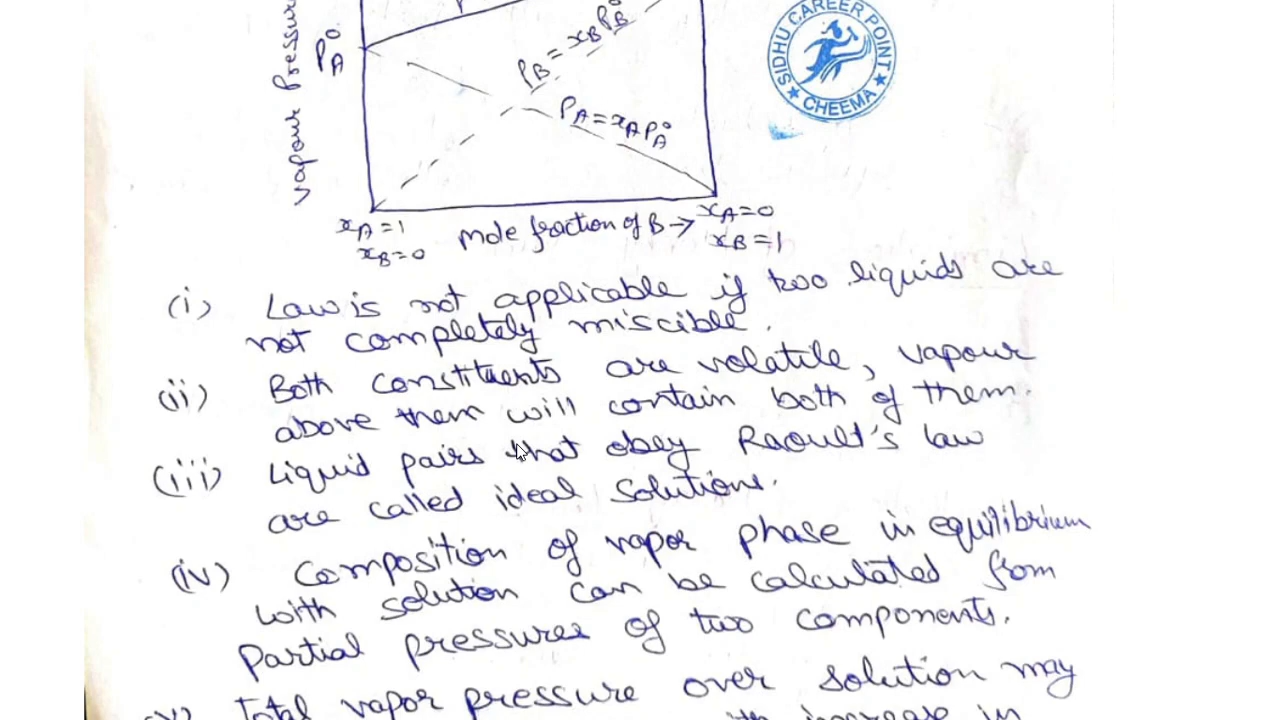 Vapour Pressur
P°A
PB = xB P°B
PA = xA P°A
SIDHU CAREER POINT
★ CHEEMA ★
xA = 1
xB = 0
Mole fraction of B →
xA = 0
xB = 1
(i) Law is not applicable if two liquids are
not completely miscible.
(ii) Both constituents are volatile, vapour
above them will contain both of them.
(iii) Liquid pairs that obey Raoult's law
are called ideal solutions.
(iv) Composition of vapor phase in equilibrium
with solution can be calculated from
Partial pressures of two components.
(v) Total vapor pressure over solution may
increase in